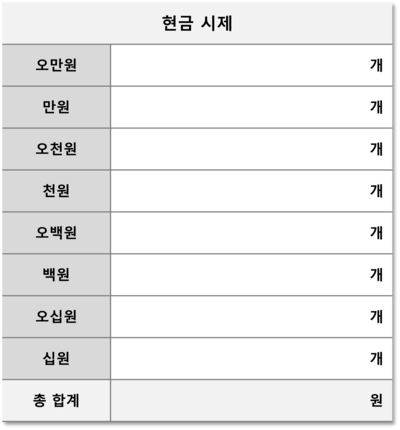 현금 시제
오만원 개
만원 개
오천원 개
천원 개
오백원 개
백원 개
오십원 개
십원 개
총 합계 원